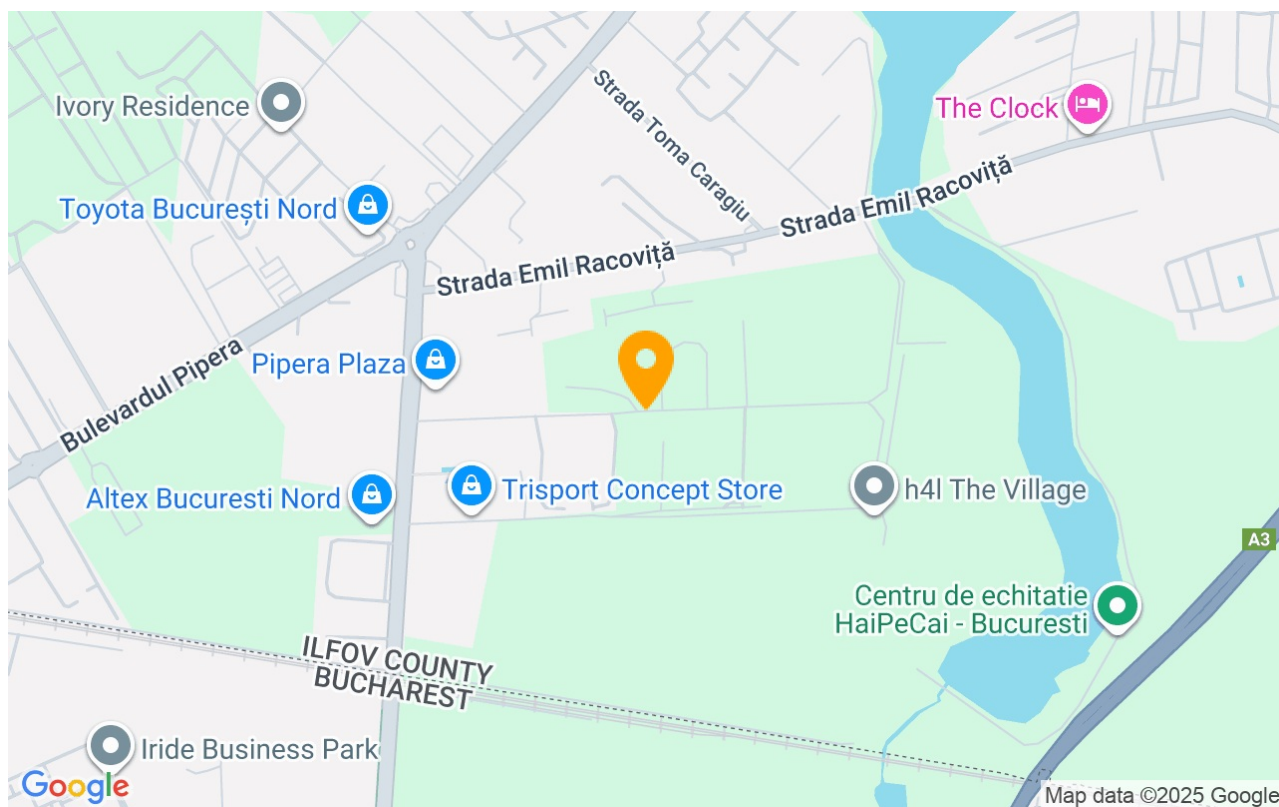 Ivory Residence
Strada Toma Caragiu
The Clock
Toyota București Nord
Strada Emil Racoviță
Strada Emil Racoviță
Bulevardul Pipera
Pipera Plaza
Altex Bucuresti Nord
Trisport Concept Store
h4l The Village
A3
Centru de echitatie
HaiPeCai - Bucuresti
ILFOV COUNTY
BUCHAREST
Iride Business Park
Google
Map data ©2025 Google